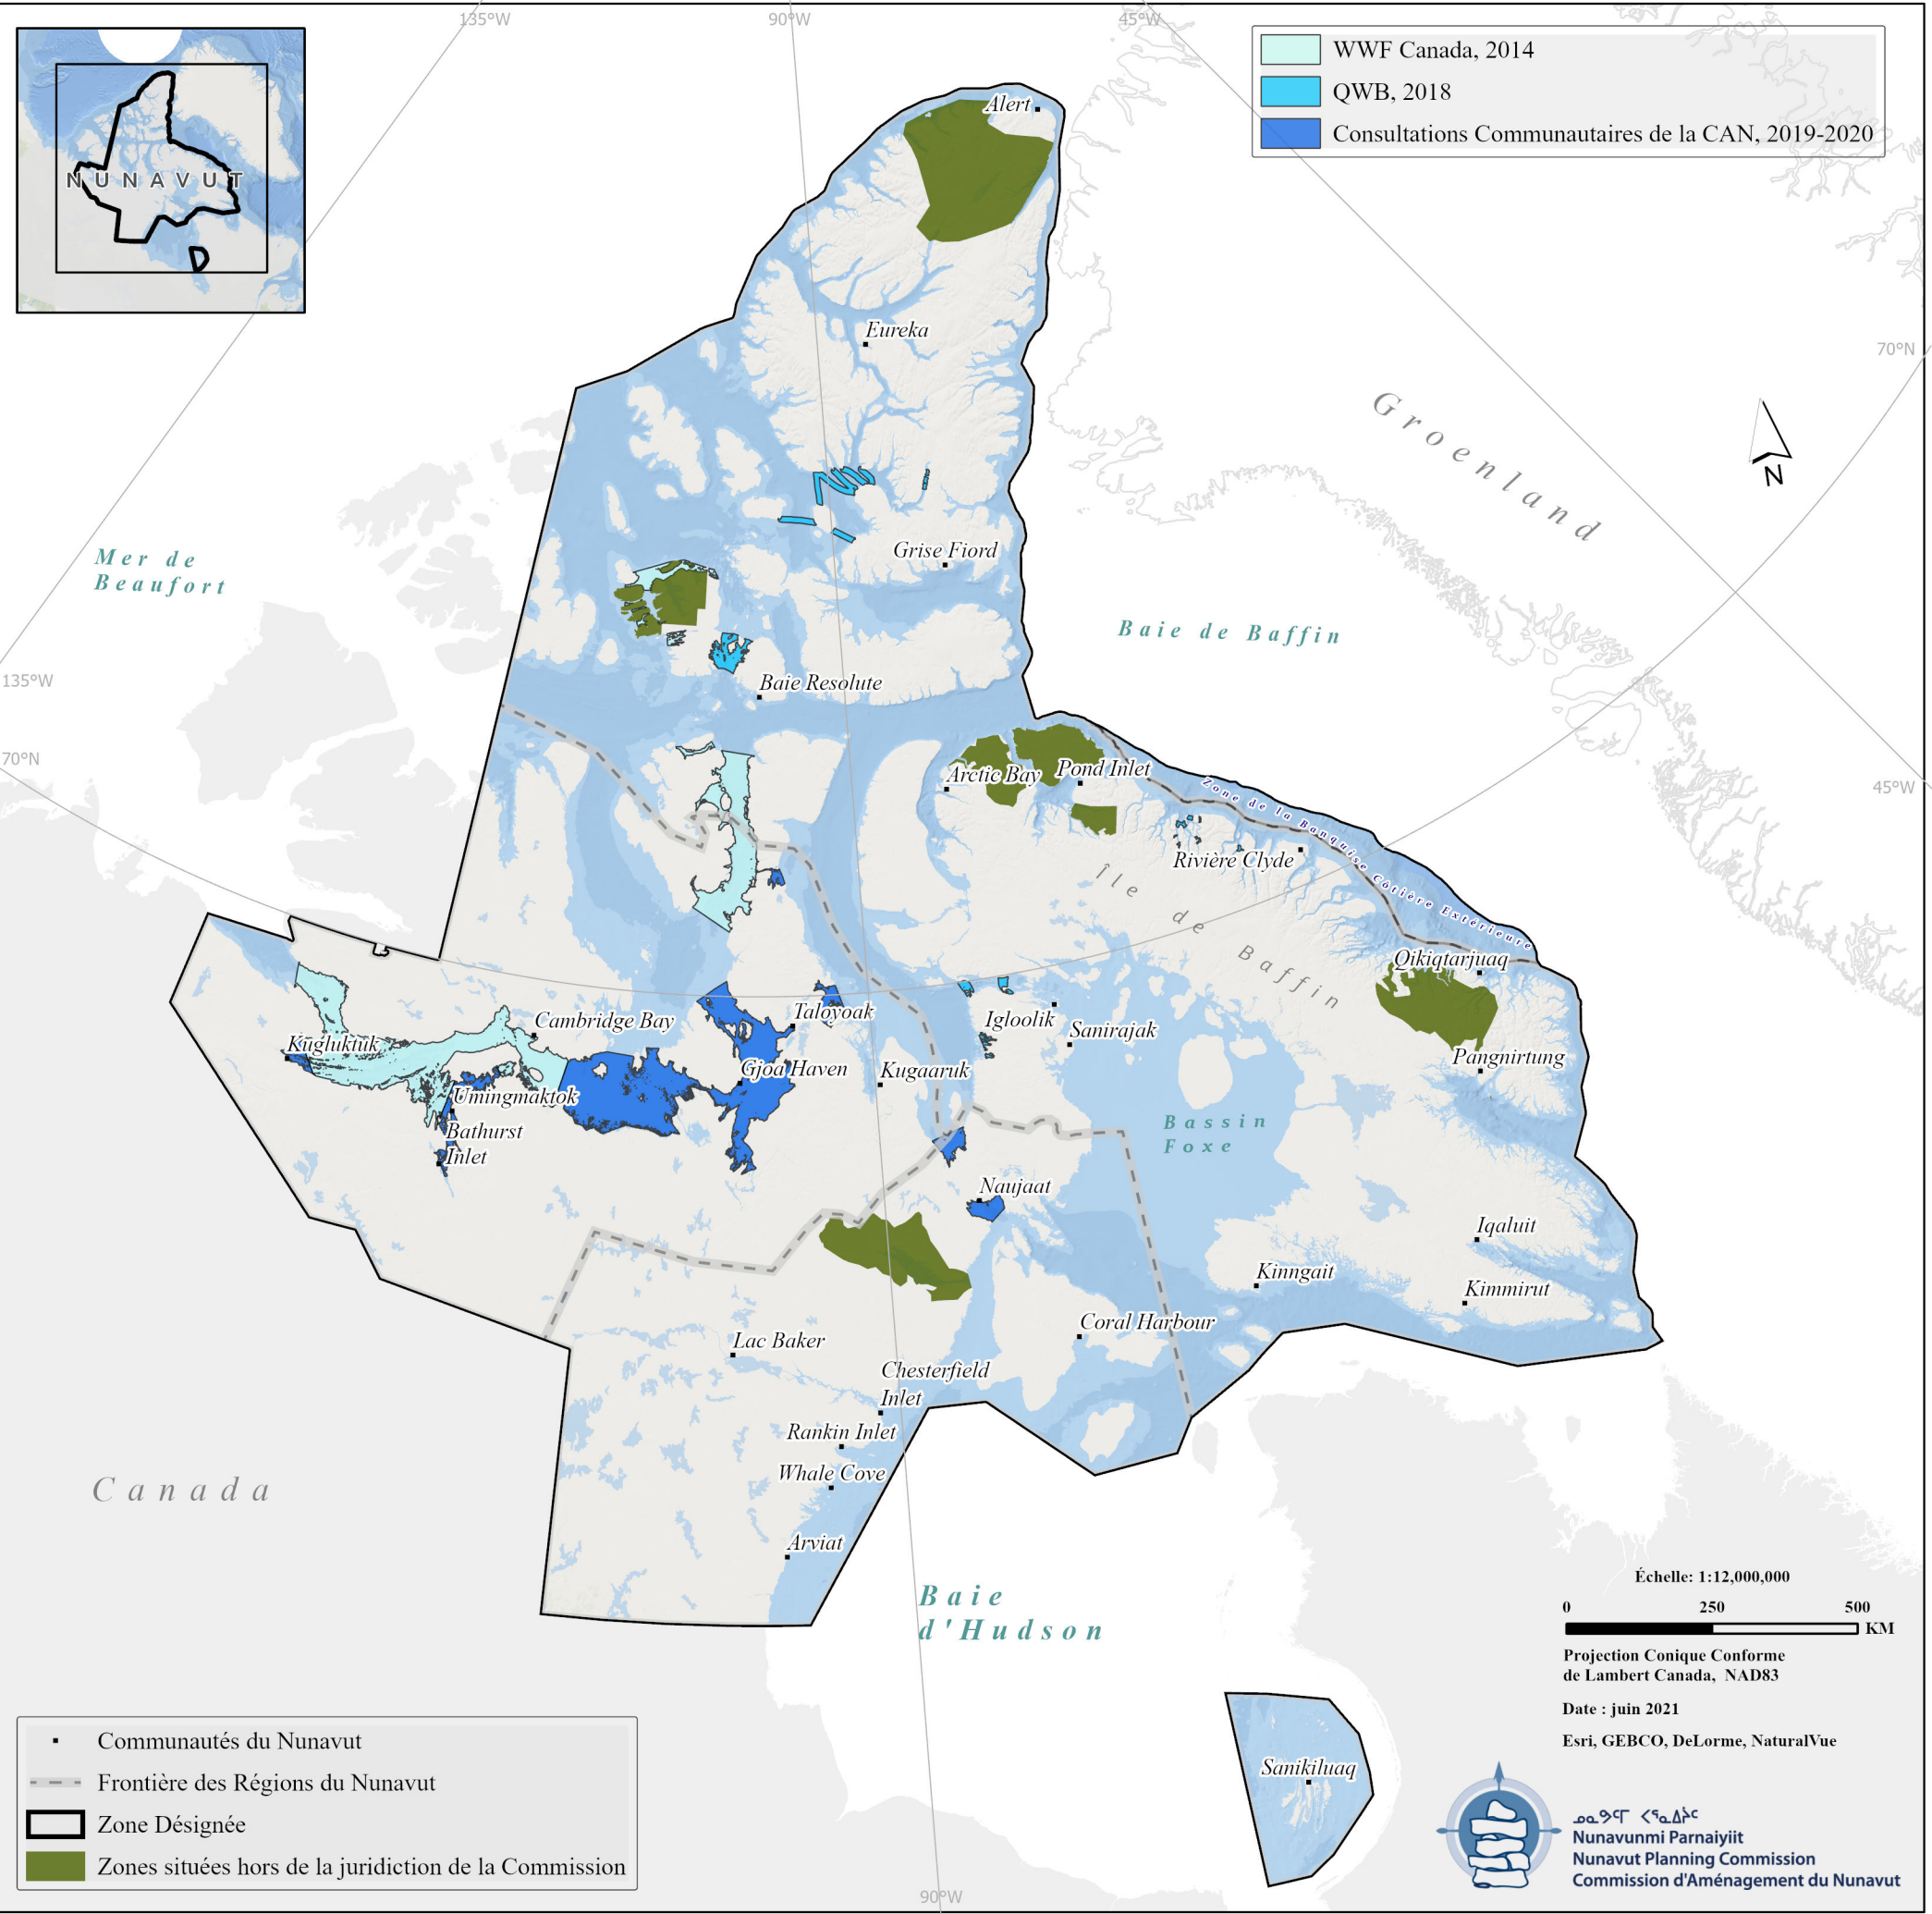 135°W
90°W
45°W
WWF Canada, 2014
QWB, 2018
Consultations Communautaires de la CAN, 2019-2020
NUNAVUT
Alert
Eureka
70°N
Groenland
N
Grise Fiord
Mer de
Beaufort
Baie de Baffin
135°W
Baie Resolute
70°N
Arctic Bay
Pond Inlet
Zone de la Banquise Côtière Extérieure
45°W
Rivière Clyde
Île de Baffin
Qikiqtarjuaq
Cambridge Bay
Taloyoak
Igloolik
Sanirajak
Kugluktuk
Pangnirtung
Gjoa Haven
Kugaaruk
Umingmaktok
Bassin
Foxe
Bathurst
Inlet
Naujaat
Iqaluit
Kinngait
Kimmirut
Coral Harbour
Lac Baker
Chesterfield
Inlet
Rankin Inlet
Whale Cove
Canada
Arviat
Baie
d'Hudson
Échelle: 1:12,000,000
0 250 500
KM
Projection Conique Conforme
de Lambert Canada, NAD83
Date : juin 2021
Esri, GEBCO, DeLorme, NaturalVue
Sanikiluaq
Communautés du Nunavut
Frontière des Régions du Nunavut
Zone Désignée
Zones situées hors de la juridiction de la Commission
ᓄᓇᕗᒻᒥ ᐸᕐᓇᐃᔩᑦ
Nunavunmi Parnaiyiit
Nunavut Planning Commission
Commission d'Aménagement du Nunavut
90°W